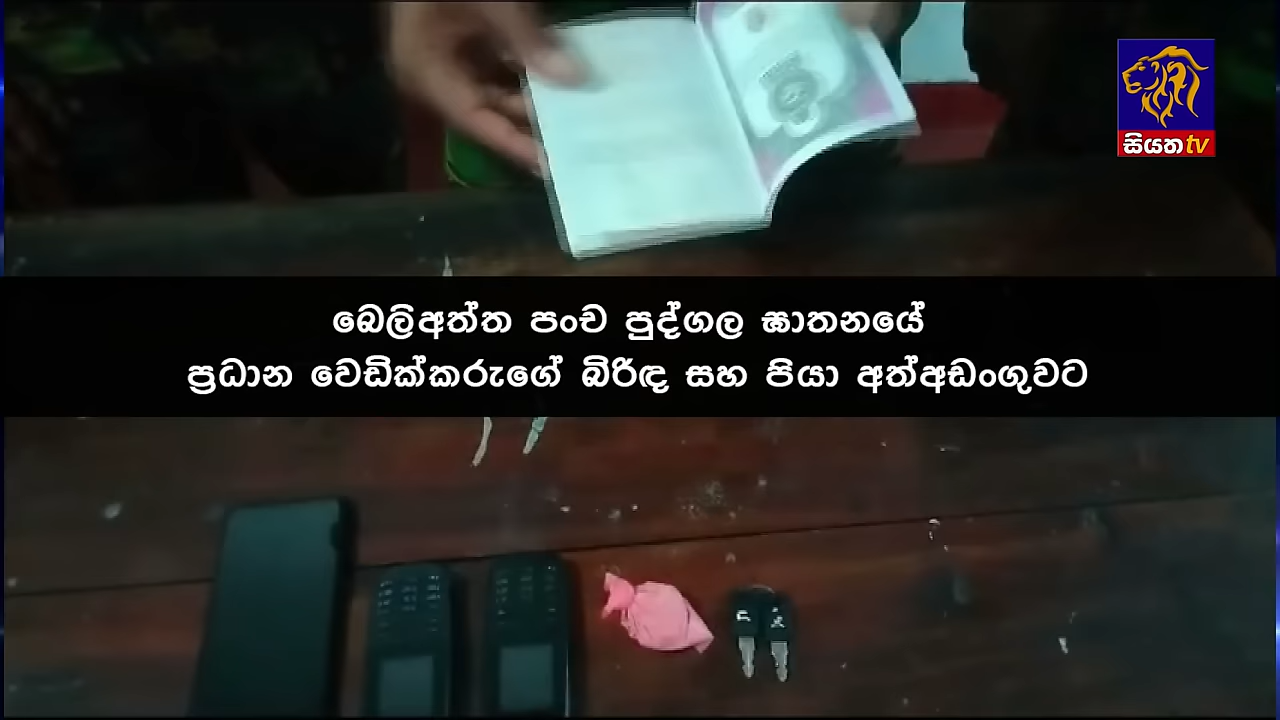 සියත tv
බෙලිඅත්ත පංච පුද්ගල ඝාතනයේ
ප්‍රධාන වෙඩික්කරුගේ බිරිඳ සහ පියා අත්අඩංගුවට